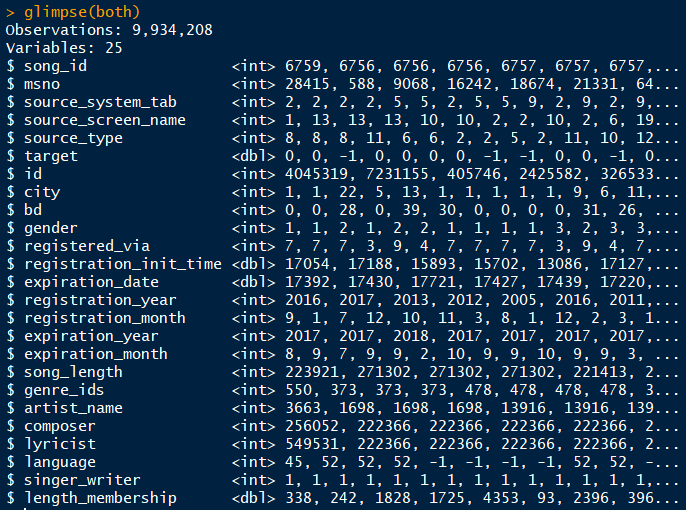 > glimpse(both)
Observations: 9,934,208
Variables: 25
$ song_id                <int> 6759, 6756, 6756, 6756, 6757, 6757, 6757,...
$ msno                   <int> 28415, 588, 9068, 16242, 18674, 21331, 64...
$ source_system_tab      <int> 2, 2, 2, 2, 5, 5, 2, 5, 5, 9, 2, 9, 2, 9,...
$ source_screen_name     <int> 1, 13, 13, 13, 10, 10, 2, 2, 10, 2, 6, 19...
$ source_type            <int> 8, 8, 8, 11, 6, 6, 2, 2, 5, 2, 11, 10, 12...
$ target                 <dbl> 0, 0, -1, 0, 0, 0, 0, -1, -1, 0, 0, -1, 0...
$ id                     <int> 4045319, 7231155, 405746, 2425582, 326533...
$ city                   <int> 1, 1, 22, 5, 13, 1, 1, 1, 1, 1, 9, 6, 11,...
$ bd                     <int> 0, 0, 28, 0, 39, 30, 0, 0, 0, 0, 31, 26, ...
$ gender                 <int> 1, 1, 2, 1, 2, 2, 1, 1, 1, 1, 3, 2, 3, 3,...
$ registered_via         <int> 7, 7, 7, 3, 9, 4, 7, 7, 7, 7, 3, 9, 4, 7,...
$ registration_init_time <dbl> 17054, 17188, 15893, 15702, 13086, 17127,...
$ expiration_date        <dbl> 17392, 17430, 17721, 17427, 17439, 17220,...
$ registration_year      <int> 2016, 2017, 2013, 2012, 2005, 2016, 2011,...
$ registration_month     <int> 9, 1, 7, 12, 10, 11, 3, 8, 1, 12, 2, 3, 1...
$ expiration_year        <int> 2017, 2017, 2018, 2017, 2017, 2017, 2017,...
$ expiration_month       <int> 8, 9, 7, 9, 9, 2, 10, 9, 9, 10, 9, 9, 3, ...
$ song_length            <int> 223921, 271302, 271302, 271302, 221413, 2...
$ genre_ids              <int> 550, 373, 373, 373, 478, 478, 478, 478, 3...
$ artist_name            <int> 3663, 1698, 1698, 1698, 13916, 13916, 139...
$ composer               <int> 256052, 222366, 222366, 222366, 222366, 2...
$ lyricist               <int> 549531, 222366, 222366, 222366, 222366, 2...
$ language               <int> 45, 52, 52, 52, -1, -1, -1, -1, 52, 52, -...
$ singer_writer          <int> 1, 1, 1, 1, 1, 1, 1, 1, 1, 1, 1, 1, 1, 1,...
$ length_membership      <dbl> 338, 242, 1828, 1725, 4353, 93, 2396, 396...